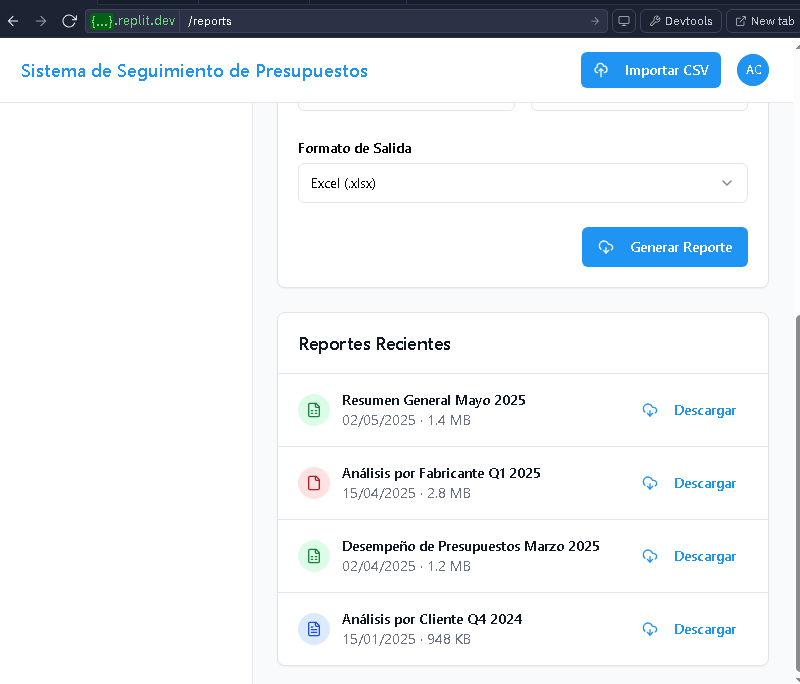 {...}.replit.dev /reports
Devtools
New tab
Sistema de Seguimiento de Presupuestos
Importar CSV
AC
Formato de Salida
Excel (.xlsx)
Generar Reporte
Reportes Recientes
Resumen General Mayo 2025
02/05/2025 · 1.4 MB
Descargar
Análisis por Fabricante Q1 2025
15/04/2025 · 2.8 MB
Descargar
Desempeño de Presupuestos Marzo 2025
02/04/2025 · 1.2 MB
Descargar
Análisis por Cliente Q4 2024
15/01/2025 · 948 KB
Descargar